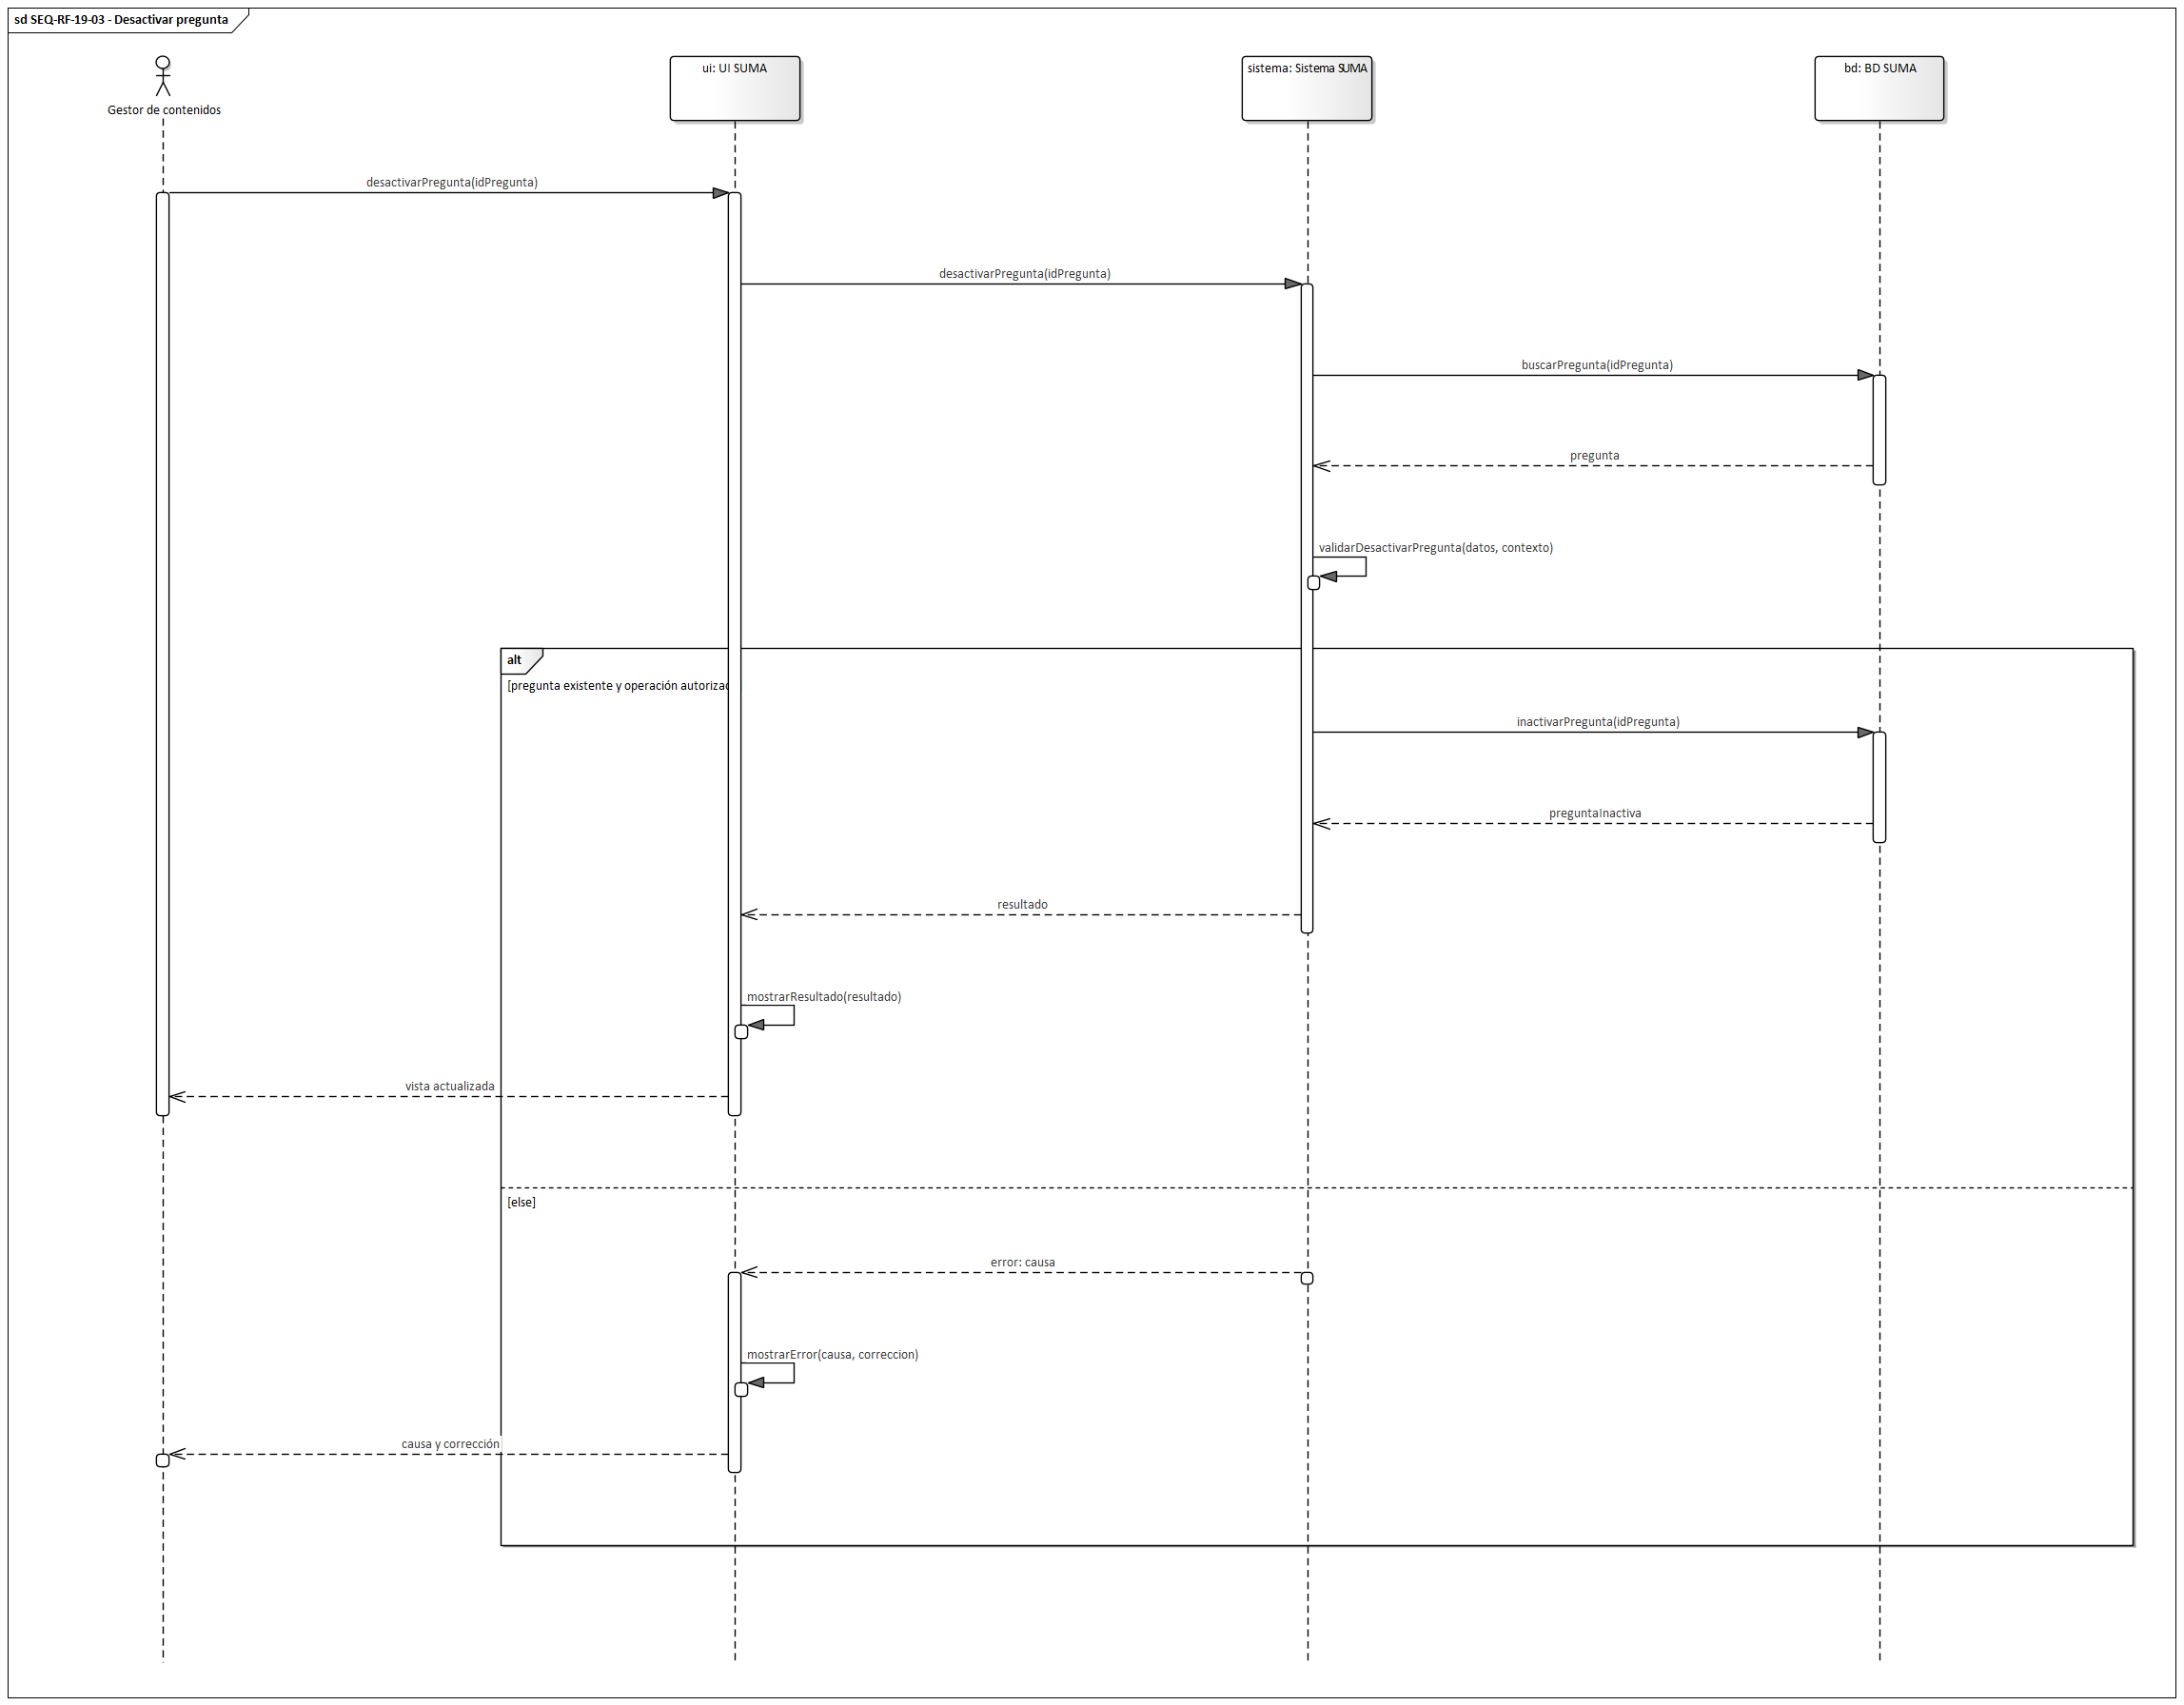 sd SEQ-RF-19-03 - Desactivar pregunta
Gestor de contenidos
ui: UI SUMA
sistema: Sistema SUMA
bd: BD SUMA
desactivarPregunta(idPregunta)
desactivarPregunta(idPregunta)
buscarPregunta(idPregunta)
pregunta
validarDesactivarPregunta(datos, contexto)
alt
[pregunta existente y operación autorizad
inactivarPregunta(idPregunta)
preguntaInactiva
resultado
mostrarResultado(resultado)
vista actualizada
[else]
error: causa
mostrarError(causa, correccion)
causa y corrección